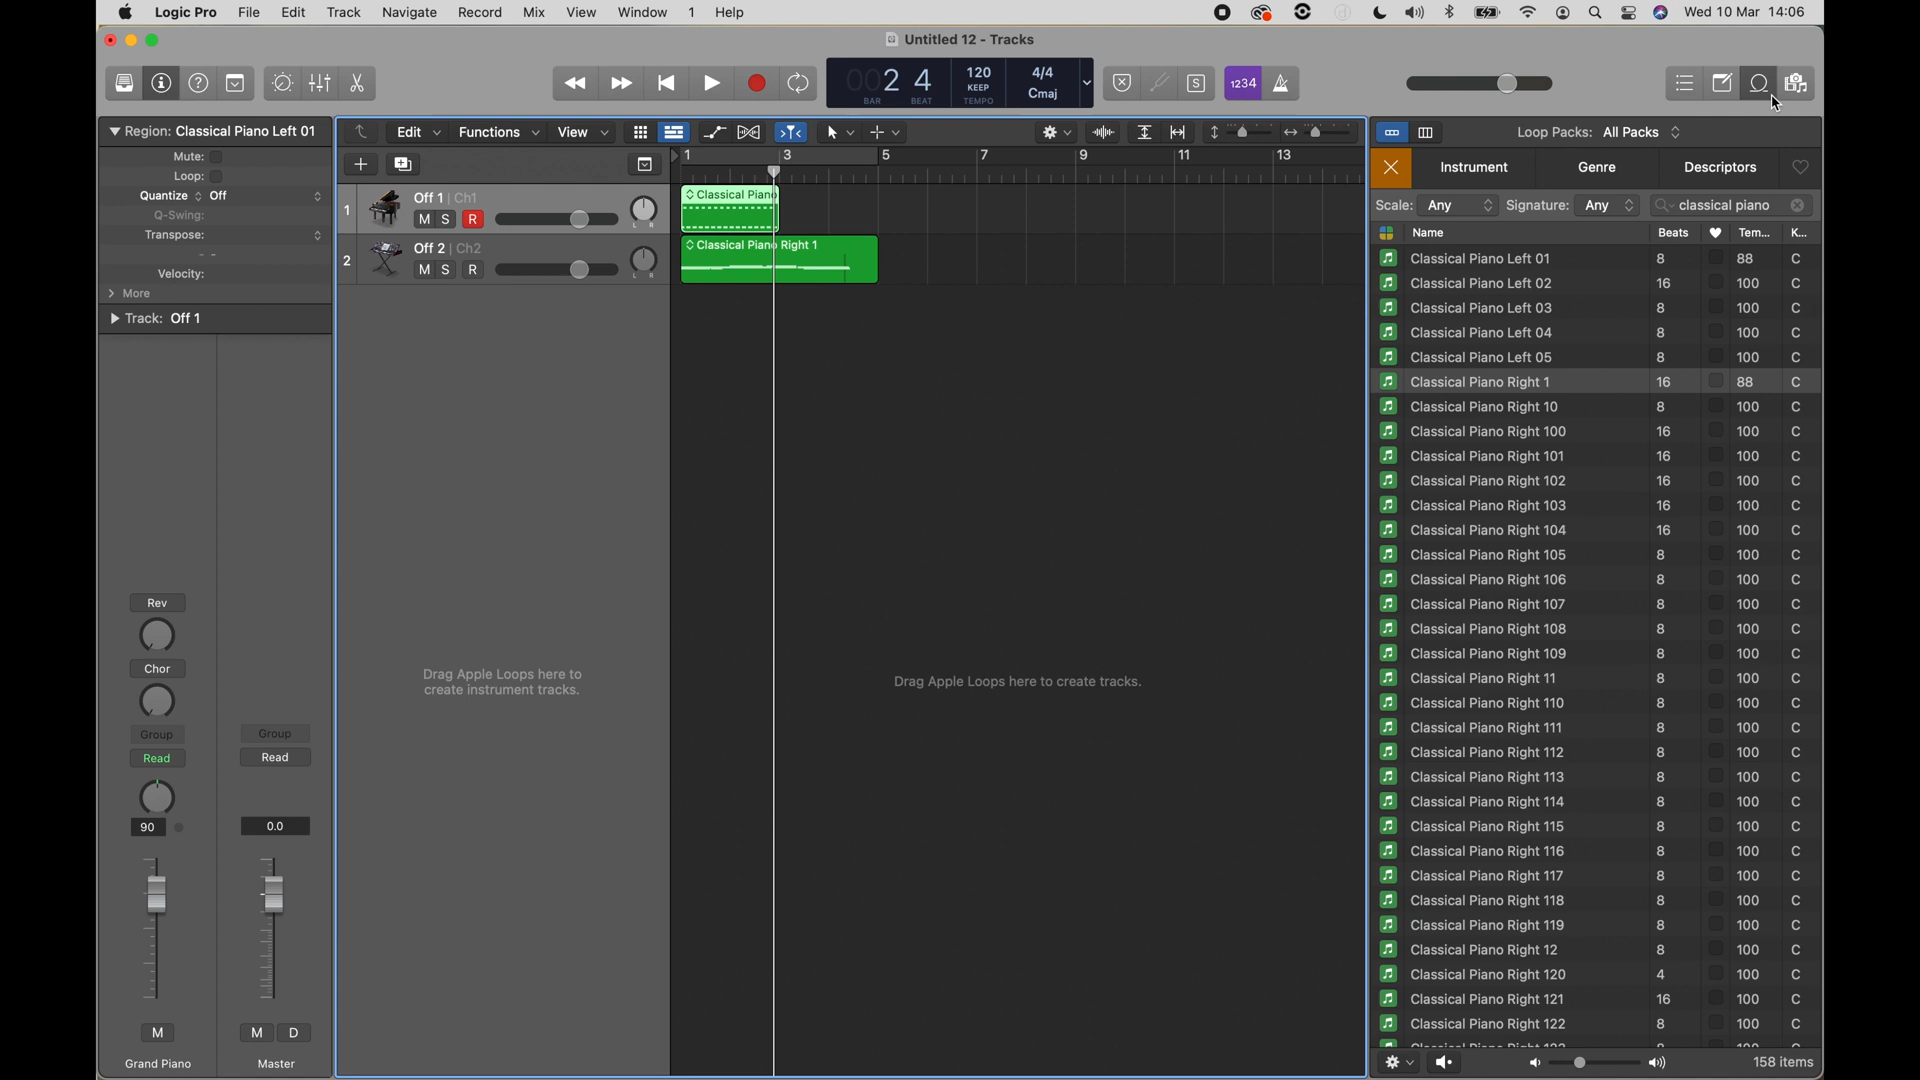 Logic Pro File Edit Track Navigate Record Mix View Window 1 Help Wed 10 Mar 14:06
Untitled 12 - Tracks
002 4 120 4/4 1234
KEEP Cmaj
BAR BEAT TEMPO
Region: Classical Piano Left 01
Mute:
Loop:
Quantize Off
Q-Swing:
Transpose:
- -
Velocity:
More
Track: Off 1
Rev
Chor
Group Group
Read Read
90 0.0
M M D
Grand Piano Master
Edit Functions View
1 3 5 7 9 11 13
1 Off 1 | Ch1
M S R
L R
Classical Piano
2 Off 2 | Ch2
M S R
L R
Classical Piano Right 1
Drag Apple Loops here to
create instrument tracks.
Drag Apple Loops here to create tracks.
Loop Packs: All Packs
Instrument Genre Descriptors
Scale: Any Signature: Any classical piano
Name Beats Tem... K...
Classical Piano Left 01 8 88 C
Classical Piano Left 02 16 100 C
Classical Piano Left 03 8 100 C
Classical Piano Left 04 8 100 C
Classical Piano Left 05 8 100 C
Classical Piano Right 1 16 88 C
Classical Piano Right 10 8 100 C
Classical Piano Right 100 16 100 C
Classical Piano Right 101 16 100 C
Classical Piano Right 102 16 100 C
Classical Piano Right 103 16 100 C
Classical Piano Right 104 16 100 C
Classical Piano Right 105 8 100 C
Classical Piano Right 106 8 100 C
Classical Piano Right 107 8 100 C
Classical Piano Right 108 8 100 C
Classical Piano Right 109 8 100 C
Classical Piano Right 11 8 100 C
Classical Piano Right 110 8 100 C
Classical Piano Right 111 8 100 C
Classical Piano Right 112 8 100 C
Classical Piano Right 113 8 100 C
Classical Piano Right 114 8 100 C
Classical Piano Right 115 8 100 C
Classical Piano Right 116 8 100 C
Classical Piano Right 117 8 100 C
Classical Piano Right 118 8 100 C
Classical Piano Right 119 8 100 C
Classical Piano Right 12 8 100 C
Classical Piano Right 120 4 100 C
Classical Piano Right 121 16 100 C
Classical Piano Right 122 8 100 C
158 items